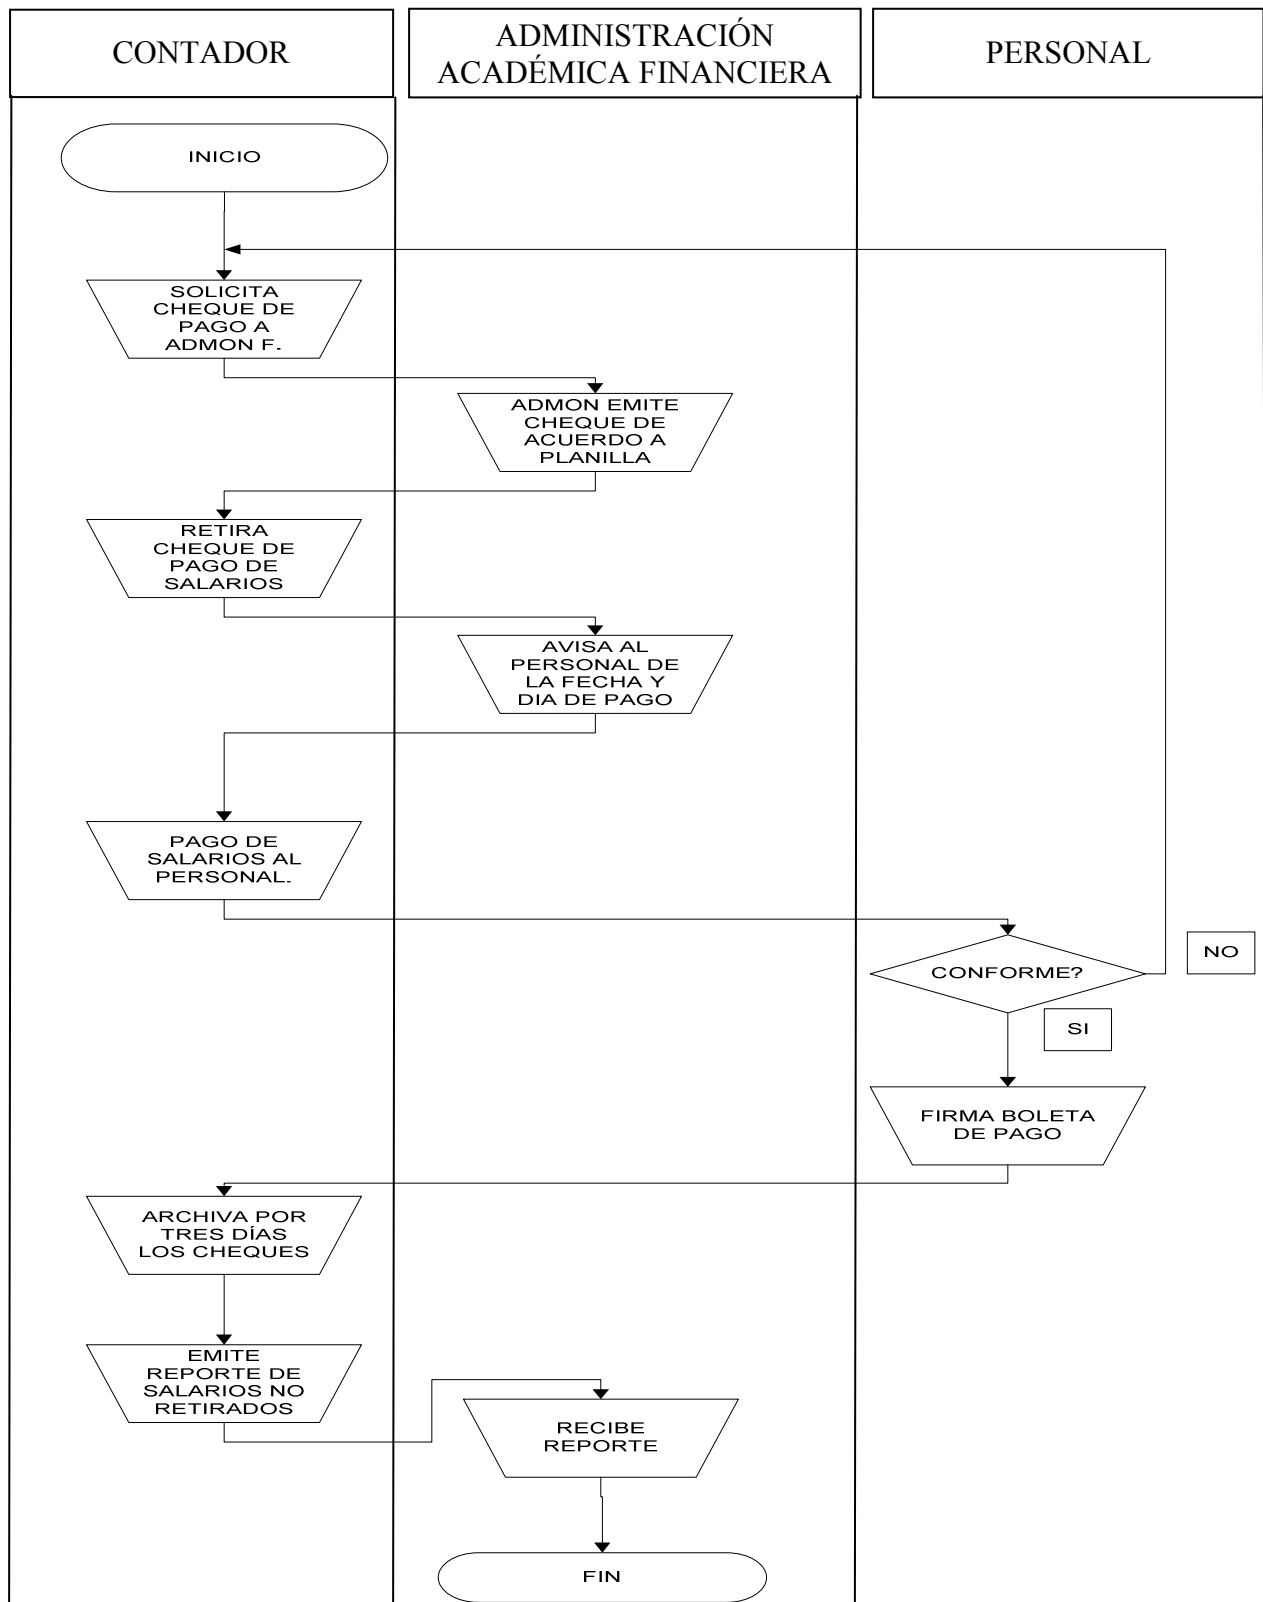 CONTADOR
ADMINISTRACIÓN
ACADÉMICA FINANCIERA
PERSONAL
INICIO
SOLICITA
CHEQUE DE
PAGO A
ADMON F.
ADMON EMITE
CHEQUE DE
ACUERDO A
PLANILLA
RETIRA
CHEQUE DE
PAGO DE
SALARIOS
AVISA AL
PERSONAL DE
LA FECHA Y
DIA DE PAGO
PAGO DE
SALARIOS AL
PERSONAL.
CONFORME?
NO
SI
FIRMA BOLETA
DE PAGO
ARCHIVA POR
TRES DÍAS
LOS CHEQUES
EMITE
REPORTE DE
SALARIOS NO
RETIRADOS
RECIBE
REPORTE
FIN